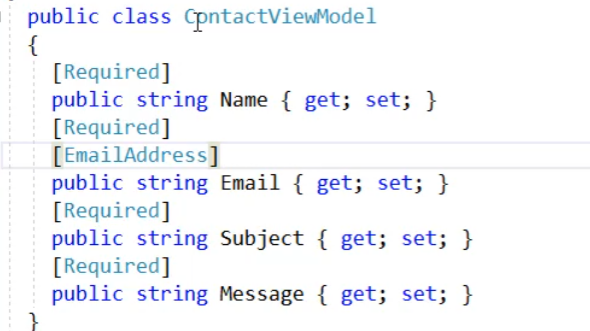 public class ContactViewModel
{
[Required]
public string Name { get; set; }
[Required]
[EmailAddress]
public string Email { get; set; }
[Required]
public string Subject { get; set; }
[Required]
public string Message { get; set; }
}